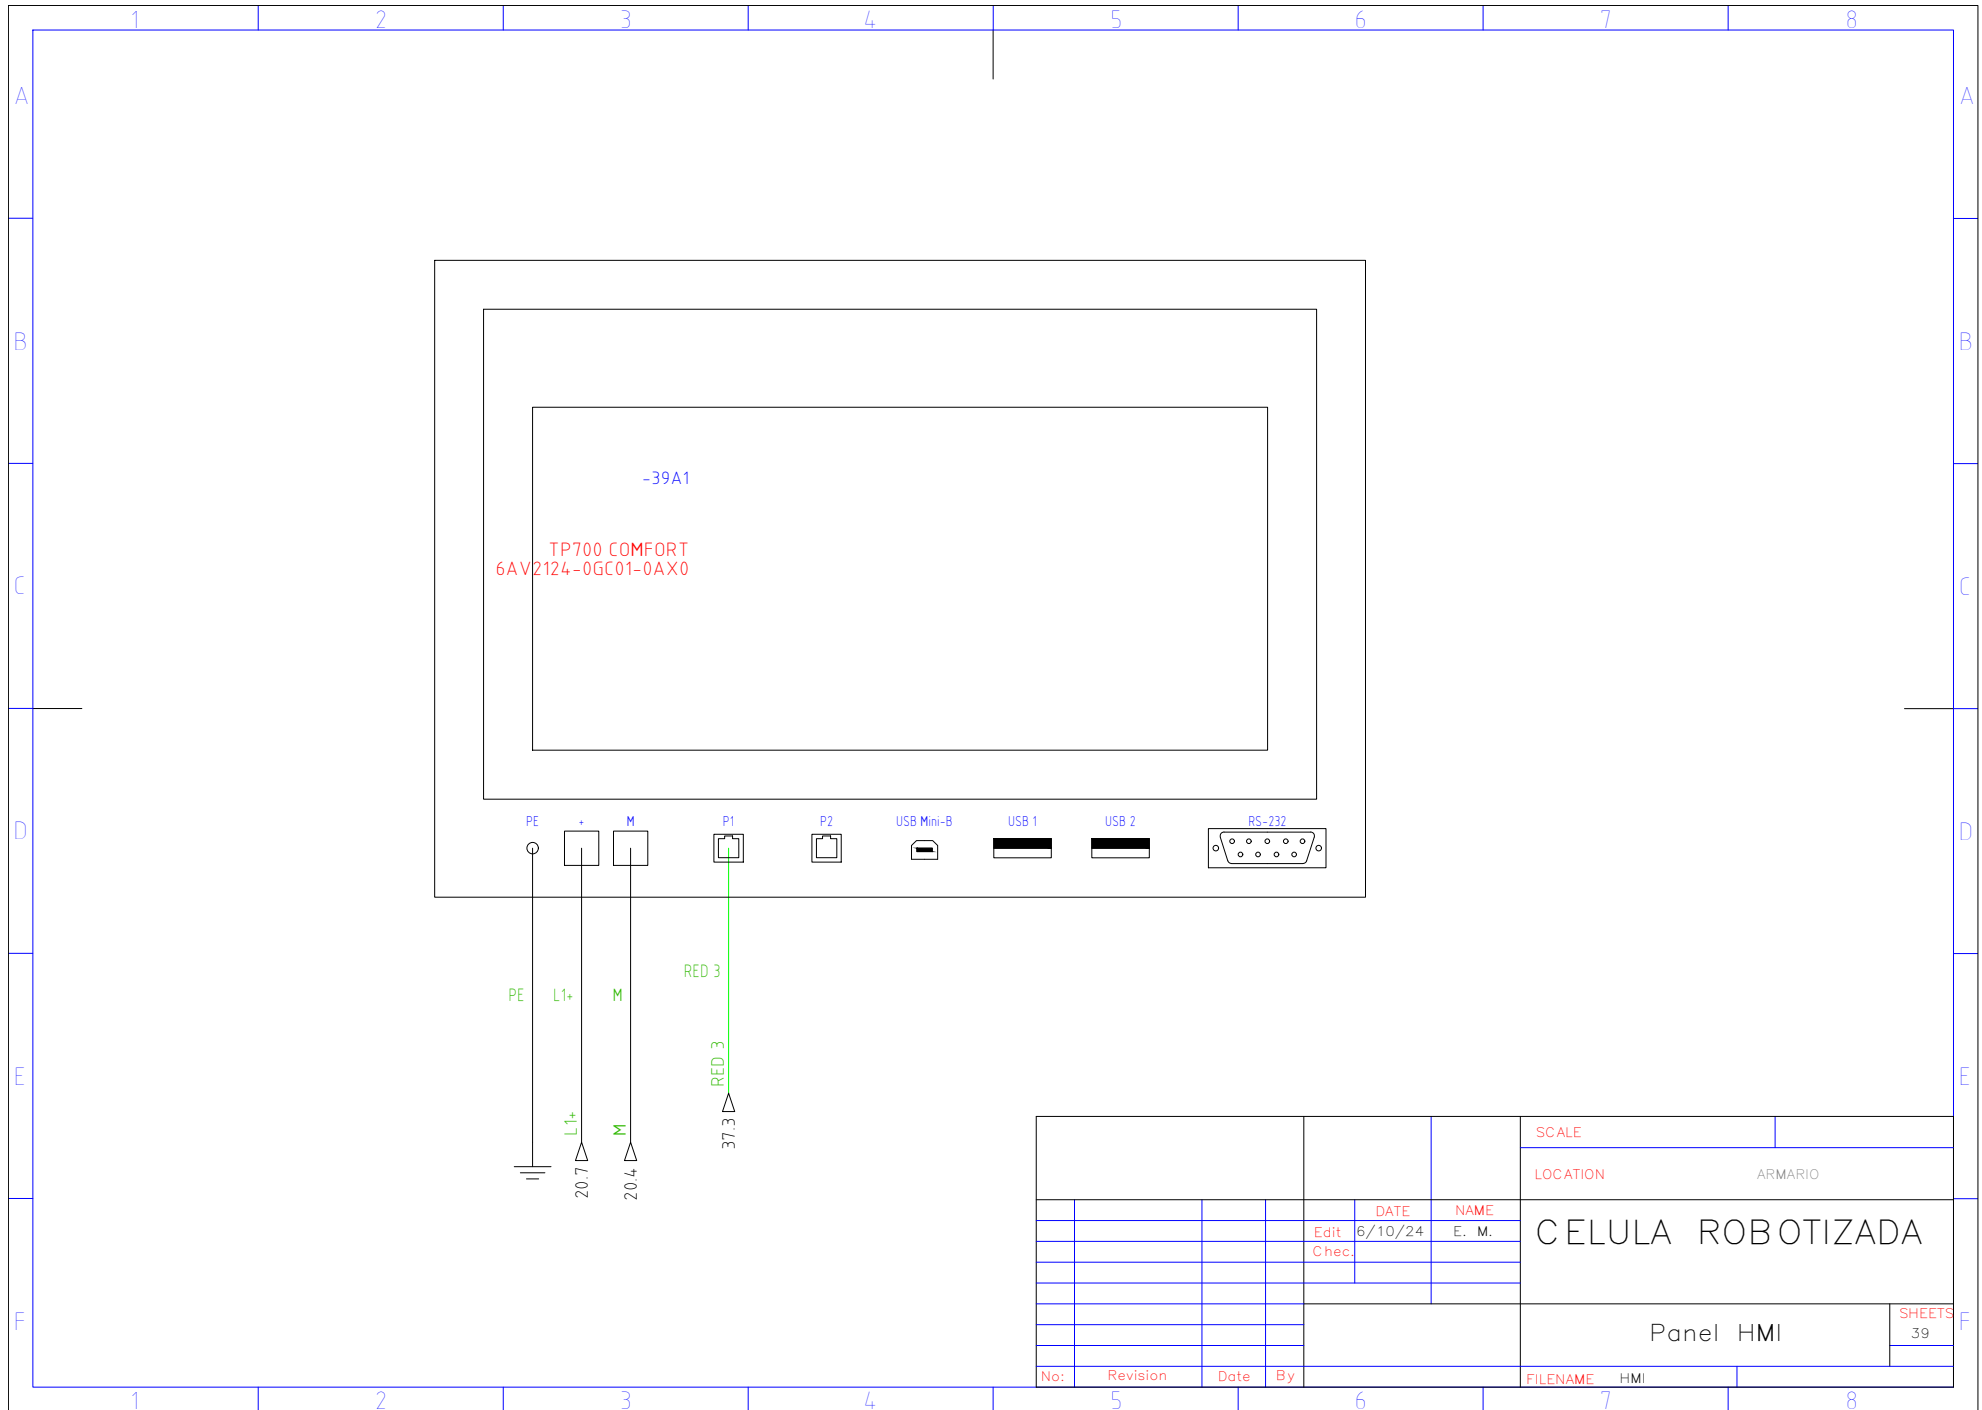 1 2 3 4 5 6 7 8
A A
B B
-39A1
TP700 COMFORT
6AV2124-0GC01-0AX0
C C
PE + M P1 P2 USB Mini-B USB 1 USB 2 RS-232
D D
RED 3
PE L1+ M
RED 3
E E
L1+ M
37.3
20.7 20.4
SCALE
LOCATION ARMARIO
DATE NAME
Edit 6/10/24 E. M.
Chec.
CELULA ROBOTIZADA
SHEETS
F F
Panel HMI 39
No: Revision Date By
FILENAME HMI
1 2 3 4 5 6 7 8